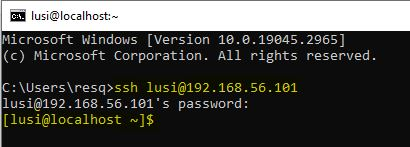 lusi@localhost:~
Microsoft Windows [Version 10.0.19045.2965]
(c) Microsoft Corporation. All rights reserved.
C:\Users\resq>ssh lusi@192.168.56.101
lusi@192.168.56.101's password:
[lusi@localhost ~]$